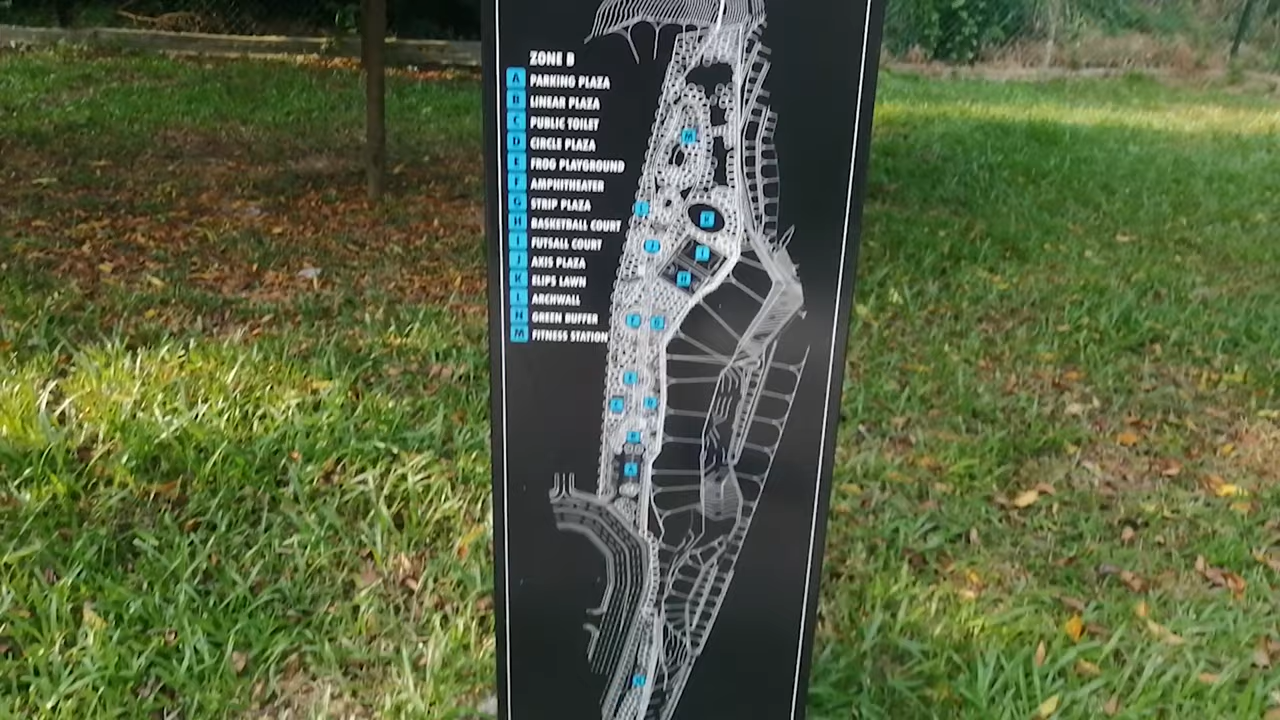 ZONE B
A PARKING PLAZA
B LINEAR PLAZA
C PUBLIC TOILET
D CIRCLE PLAZA
E FROG PLAYGROUND
F AMPHITHEATER
G STRIP PLAZA
H BASKETBALL COURT
I FUTSALL COURT
J AXIS PLAZA
K ELIPS LAWN
ARCHWALL
N GREEN BUFFER
M FITNESS STATION
M
K
J
I
H
A